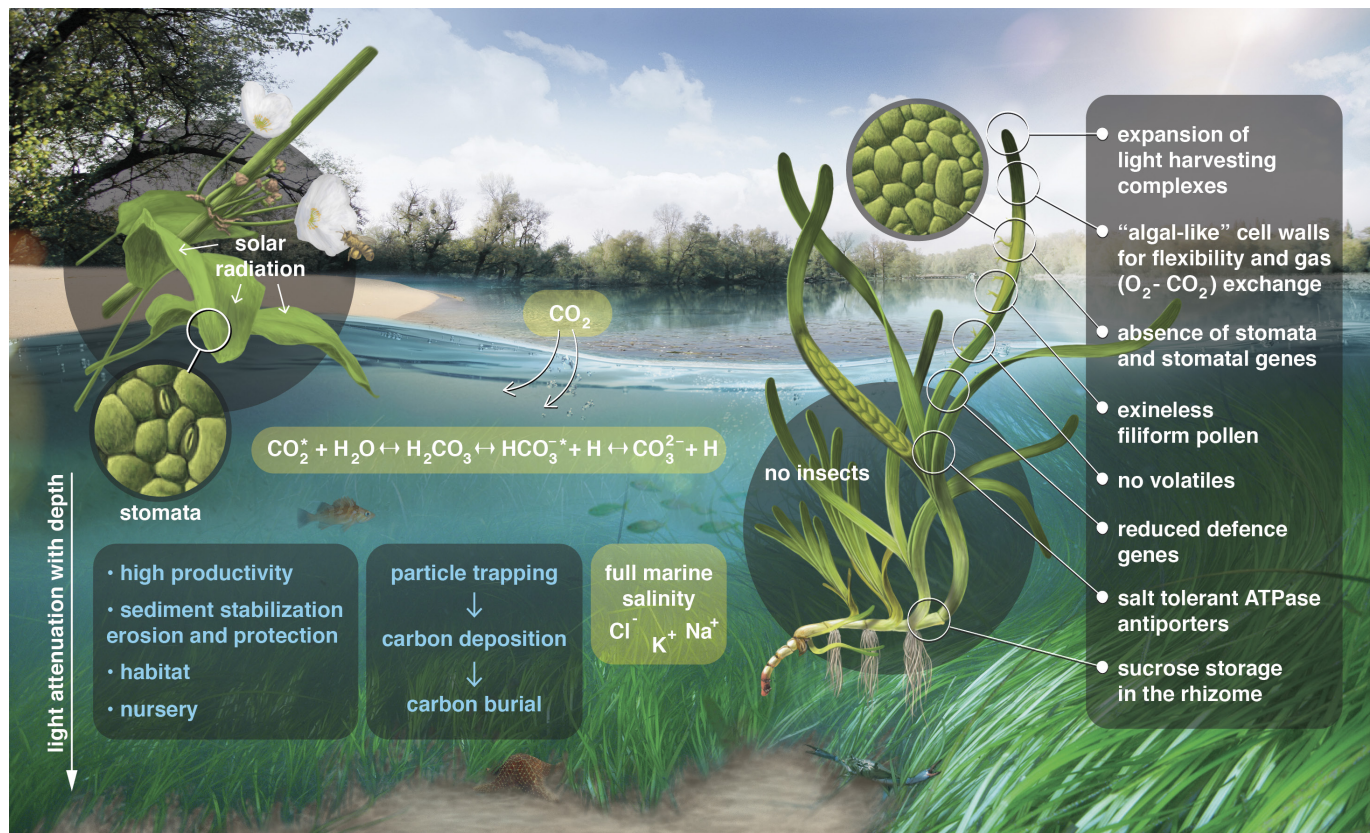 solar
radiation
stomata
light attenuation with depth
CO₂
CO₂* + H₂O ↔ H₂CO₃ ↔ HCO₃⁻* + H ↔ CO₃²⁻ + H
• high productivity
• sediment stabilization
erosion and protection
• habitat
• nursery
particle trapping
↓
carbon deposition
↓
carbon burial
full marine
salinity
Cl⁻ K⁺ Na⁺
no insects
expansion of
light harvesting
complexes
“algal-like” cell walls
for flexibility and gas
(O₂- CO₂) exchange
absence of stomata
and stomatal genes
exineless
filiform pollen
no volatiles
reduced defence
genes
salt tolerant ATPase
antiporters
sucrose storage
in the rhizome